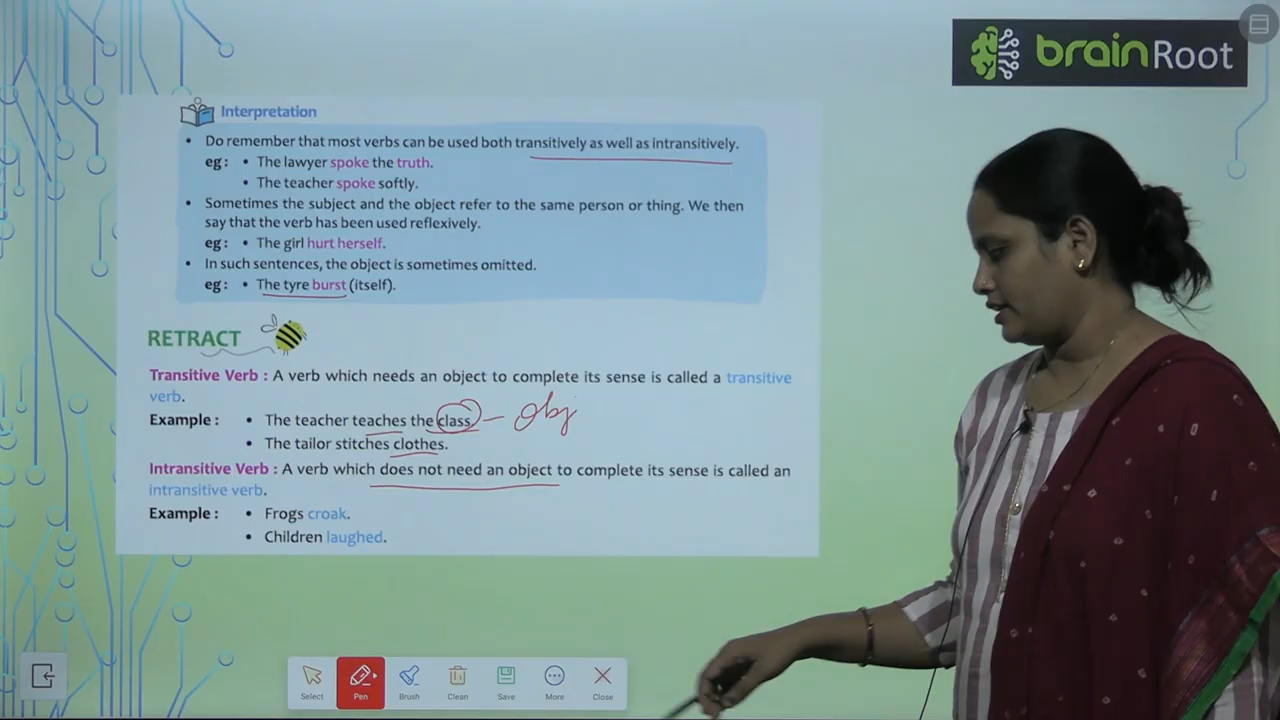 brainRoot
Interpretation
• Do remember that most verbs can be used both transitively as well as intransitively.
eg : • The lawyer spoke the truth.
• The teacher spoke softly.
• Sometimes the subject and the object refer to the same person or thing. We then
say that the verb has been used reflexively.
eg : • The girl hurt herself.
• In such sentences, the object is sometimes omitted.
eg : • The tyre burst (itself).
RETRACT
Transitive Verb : A verb which needs an object to complete its sense is called a transitive
verb.
Example : • The teacher teaches the class. – Obj
• The tailor stitches clothes.
Intransitive Verb : A verb which does not need an object to complete its sense is called an
intransitive verb.
Example : • Frogs croak.
• Children laughed.
Select Pen Brush Clean Save More Close